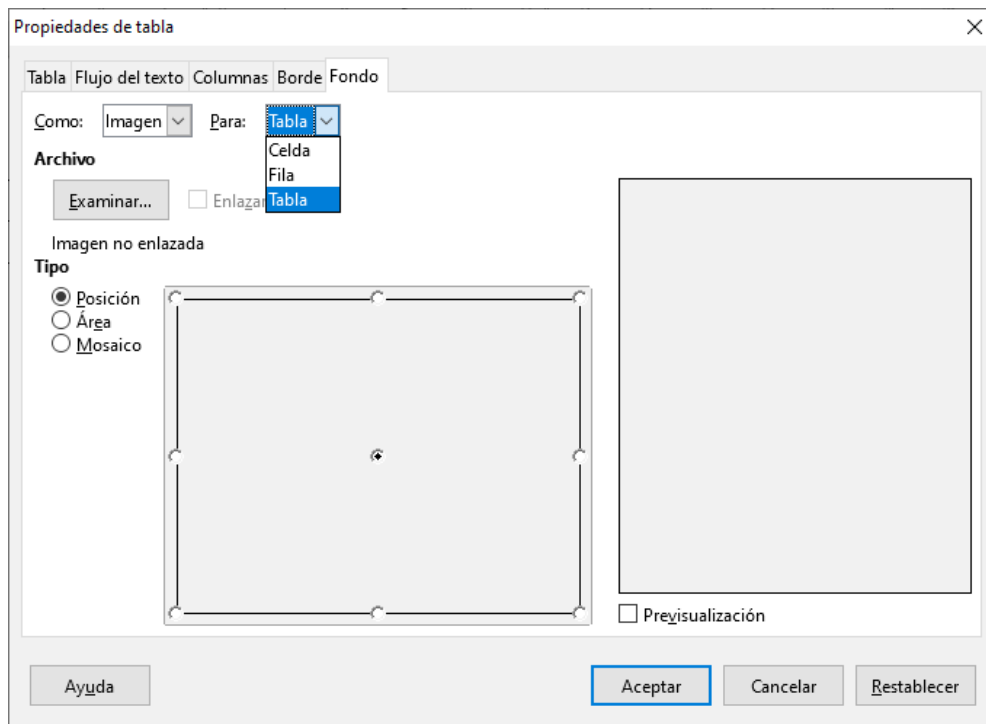 Propiedades de tabla
Tabla Flujo del texto Columnas Borde Fondo
Como: Imagen Para: Tabla
Celda
Fila
Tabla
Archivo
Examinar... Enlazar
Imagen no enlazada
Tipo
Posición
Área
Mosaico
Previsualización
Ayuda Aceptar Cancelar Restablecer